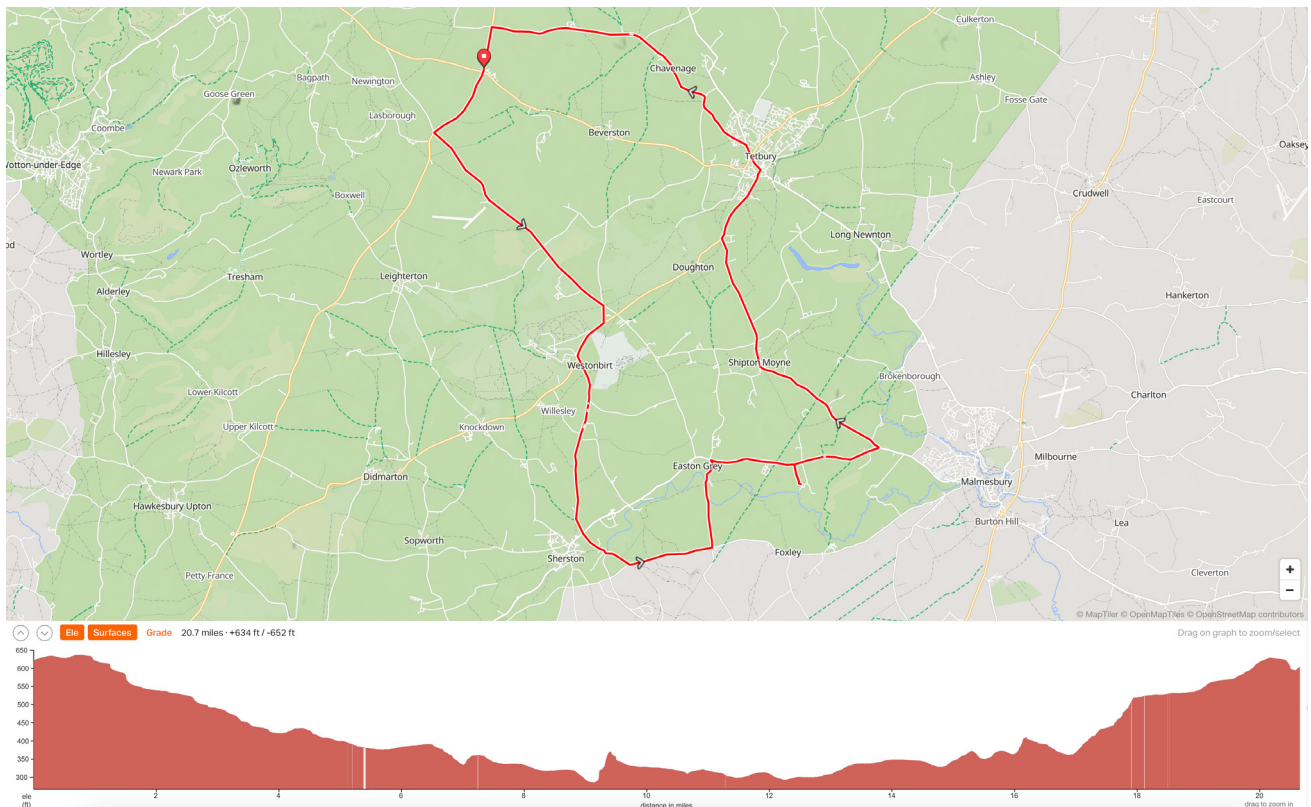 Culkerton
Chavenage
Bagpath
Newington
Ashley
Goose Green
Fosse Gate
Lasborough
Coombe
Beverston
Oaksey
Wotton-under-Edge
Tetbury
Newark Park
Ozleworth
Crudwell
Boxwell
Eastcourt
Long Newnton
Wortley
Doughton
Tresham
Leighterton
Alderley
Hankerton
Hillesley
Westonbirt
Shipton Moyne
Brokenborough
Lower Kilcott
Charlton
Willesley
Upper Kilcott
Knockdown
Milbourne
Easton Grey
Didmarton
Malmesbury
Hawkesbury Upton
Burton Hill
Lea
Sopworth
Foxley
Sherston
Petty France
Cleverton
+
−
© MapTiler © OpenMapTiles © OpenStreetMap contributors
Ele Surfaces Grade 20.7 miles · +634 ft / -652 ft Drag on graph to zoom/select
650
600
550
500
450
400
350
300
ele
(ft)
2 4 6 8 10 12 14 16 18 20
distance in miles
drag to zoom in